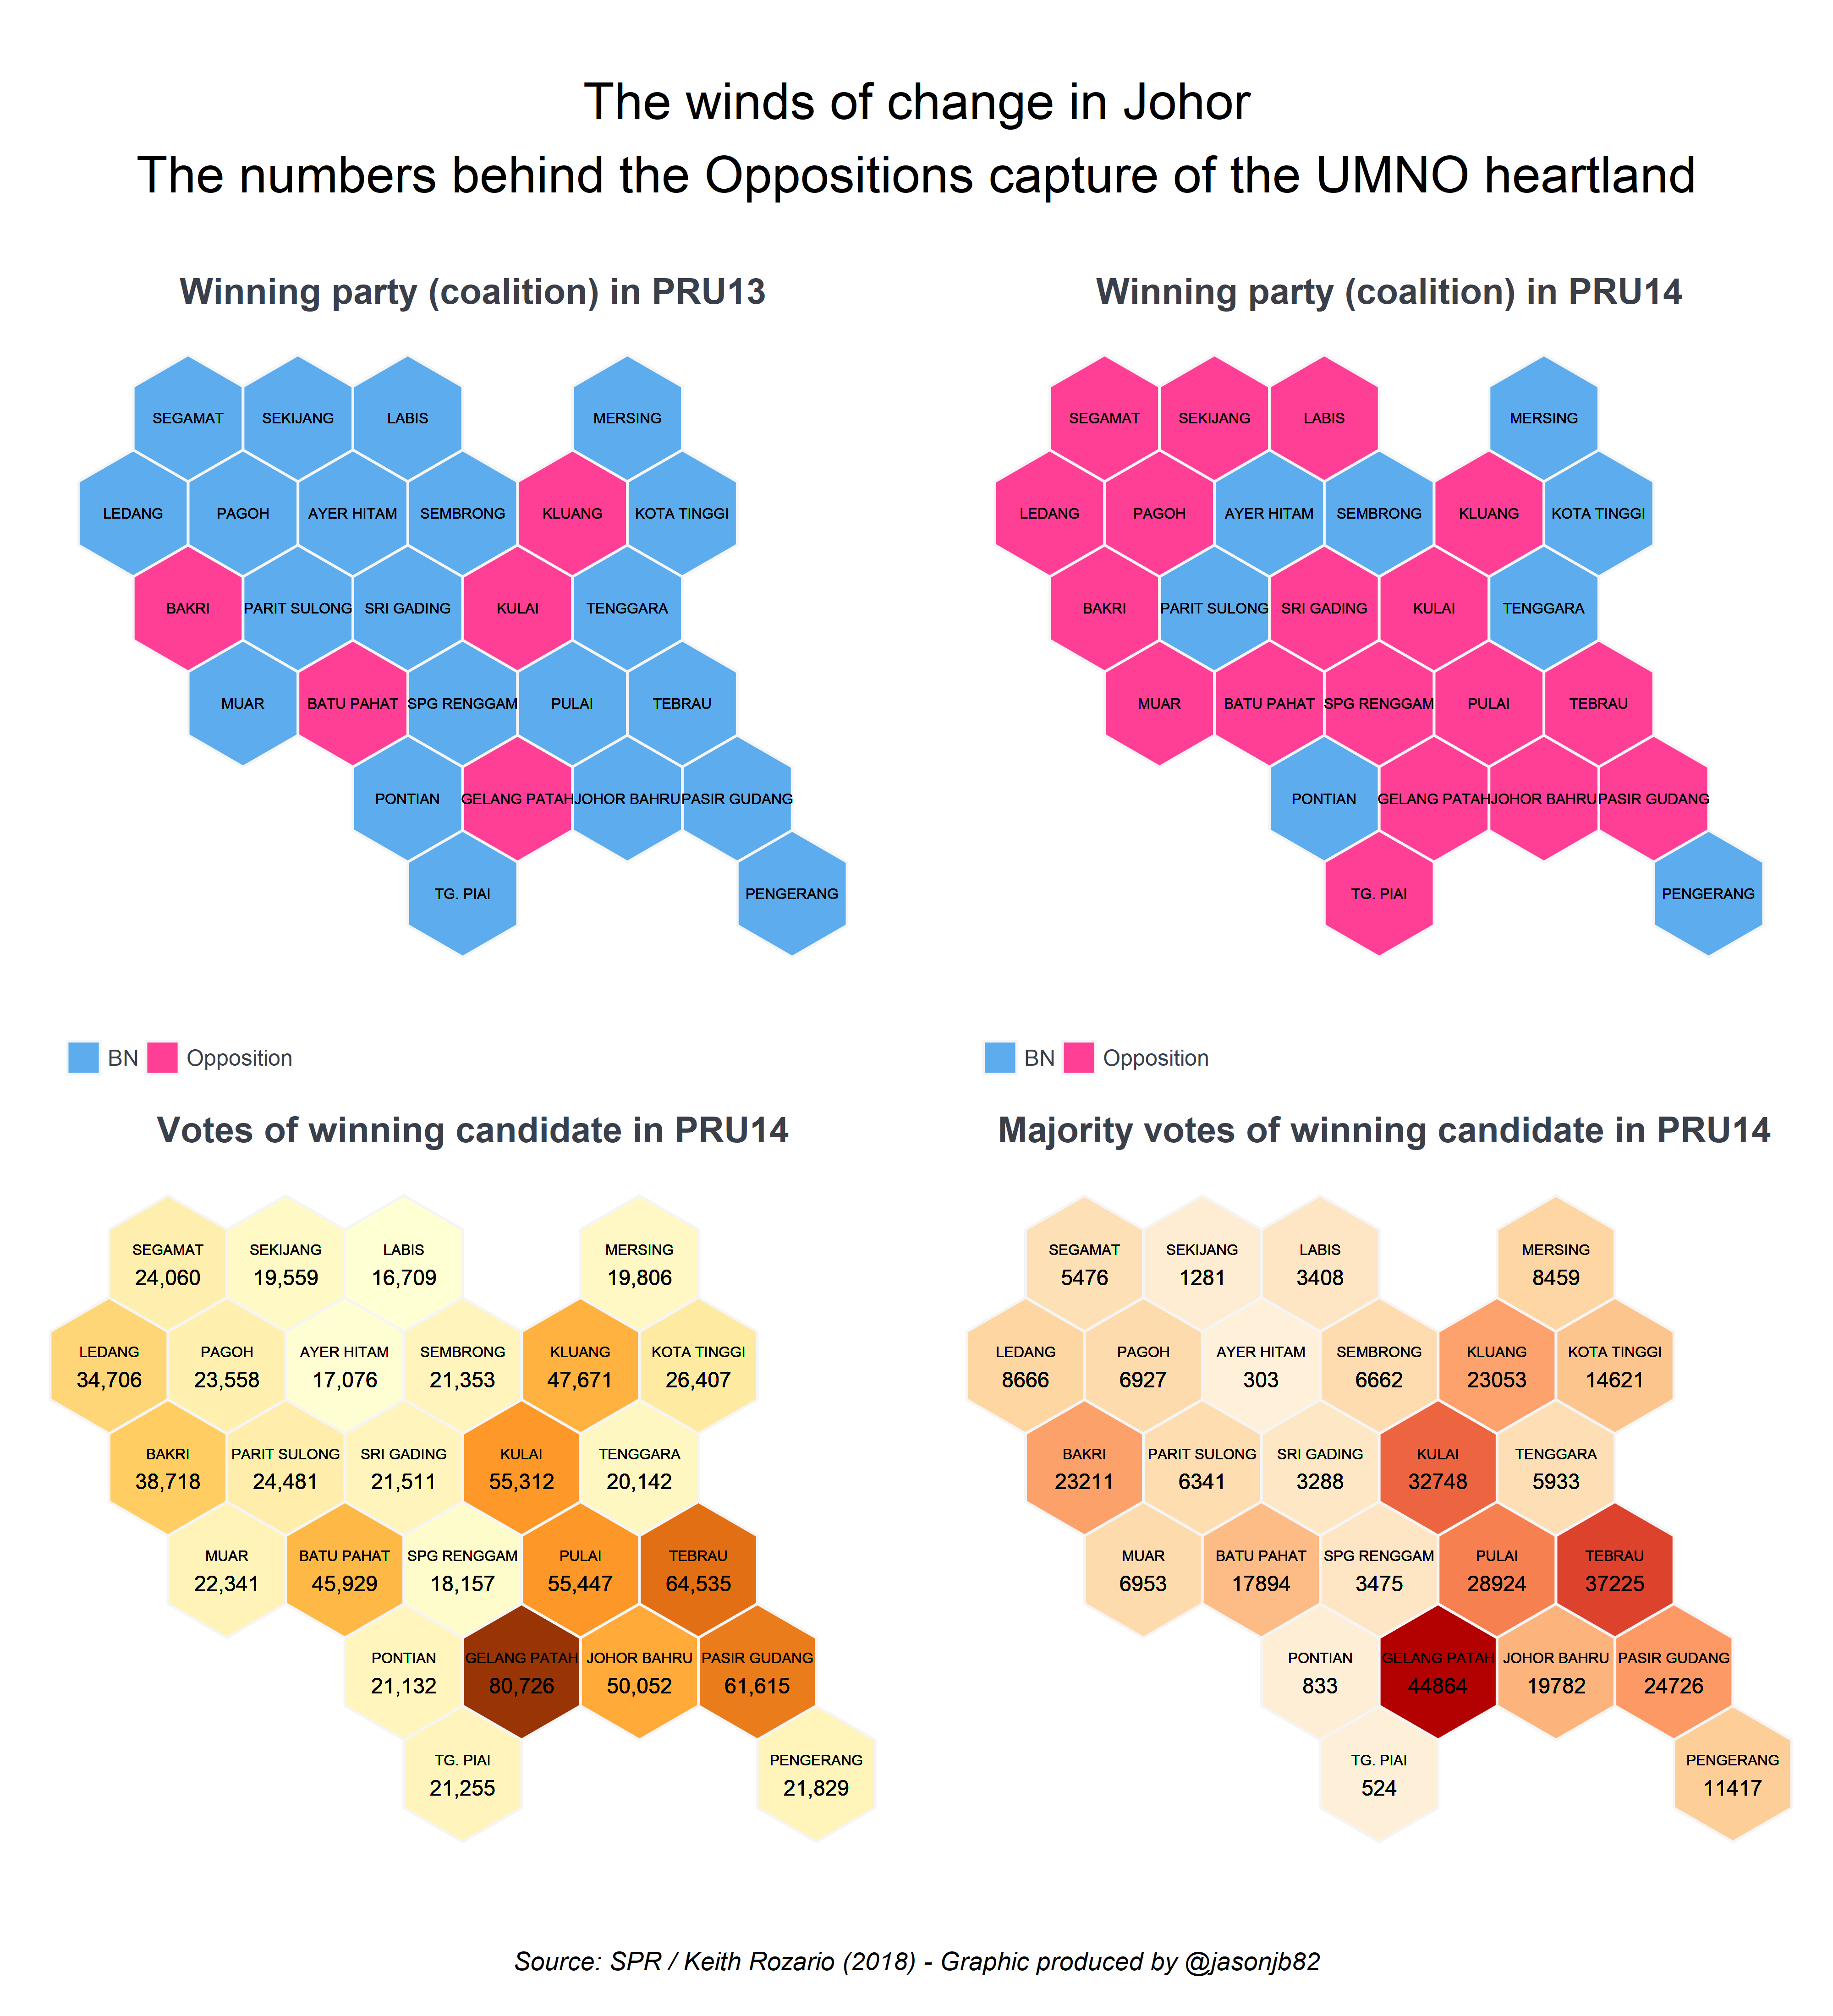 The winds of change in Johor
The numbers behind the Oppositions capture of the UMNO heartland
Winning party (coalition) in PRU13
SEGAMAT SEKIJANG LABIS MERSING
LEDANG PAGOH AYER HITAM SEMBRONG KLUANG KOTA TINGGI
BAKRI PARIT SULONG SRI GADING KULAI TENGGARA
MUAR BATU PAHAT SPG RENGGAM PULAI TEBRAU
PONTIAN GELANG PATAH JOHOR BAHRU PASIR GUDANG
TG. PIAI PENGERANG
BN Opposition
Winning party (coalition) in PRU14
SEGAMAT SEKIJANG LABIS MERSING
LEDANG PAGOH AYER HITAM SEMBRONG KLUANG KOTA TINGGI
BAKRI PARIT SULONG SRI GADING KULAI TENGGARA
MUAR BATU PAHAT SPG RENGGAM PULAI TEBRAU
PONTIAN GELANG PATAH JOHOR BAHRU PASIR GUDANG
TG. PIAI PENGERANG
BN Opposition
Votes of winning candidate in PRU14
SEGAMAT SEKIJANG LABIS MERSING
24,060 19,559 16,709 19,806
LEDANG PAGOH AYER HITAM SEMBRONG KLUANG KOTA TINGGI
34,706 23,558 17,076 21,353 47,671 26,407
BAKRI PARIT SULONG SRI GADING KULAI TENGGARA
38,718 24,481 21,511 55,312 20,142
MUAR BATU PAHAT SPG RENGGAM PULAI TEBRAU
22,341 45,929 18,157 55,447 64,535
PONTIAN GELANG PATAH JOHOR BAHRU PASIR GUDANG
21,132 80,726 50,052 61,615
TG. PIAI PENGERANG
21,255 21,829
Majority votes of winning candidate in PRU14
SEGAMAT SEKIJANG LABIS MERSING
5476 1281 3408 8459
LEDANG PAGOH AYER HITAM SEMBRONG KLUANG KOTA TINGGI
8666 6927 303 6662 23053 14621
BAKRI PARIT SULONG SRI GADING KULAI TENGGARA
23211 6341 3288 32748 5933
MUAR BATU PAHAT SPG RENGGAM PULAI TEBRAU
6953 17894 3475 28924 37225
PONTIAN GELANG PATAH JOHOR BAHRU PASIR GUDANG
833 44864 19782 24726
TG. PIAI PENGERANG
524 11417
Source: SPR / Keith Rozario (2018) - Graphic produced by @jasonjb82